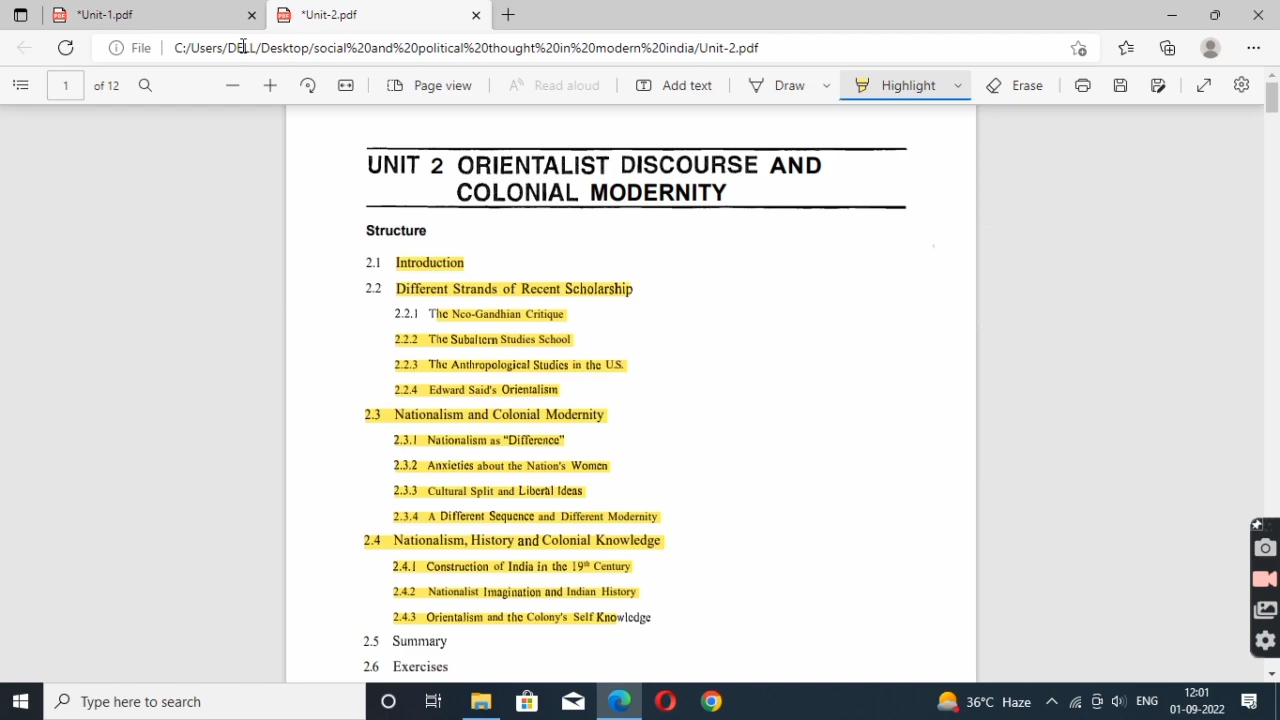 *Unit-1.pdf
*Unit-2.pdf
File
C:/Users/DELL/Desktop/social%20and%20political%20thought%20in%20modern%20india/Unit-2.pdf
1 of 12
Page view
Read aloud
Add text
Draw
Highlight
Erase
UNIT 2 ORIENTALIST DISCOURSE AND
COLONIAL MODERNITY
Structure
2.1 Introduction
2.2 Different Strands of Recent Scholarship
2.2.1 The Nco-Gandhian Critique
2.2.2 The Subaltern Studies School
2.2.3 The Anthropological Studies in the U.S.
2.2.4 Edward Said's Orientalism
2.3 Nationalism and Colonial Modernity
2.3.1 Nationalism as "Difference"
2.3.2 Anxieties about the Nation's Women
2.3.3 Cultural Split and Liberal Ideas
2.3.4 A Different Sequence and Different Modernity
2.4 Nationalism, History and Colonial Knowledge
2.4.1 Construction of India in the 19th Century
2.4.2 Nationalist Imagination and Indian History
2.4.3 Orientalism and the Colony's Self Knowledge
2.5 Summary
2.6 Exercises
Type here to search
36°C Haze
ENG
12:01
01-09-2022